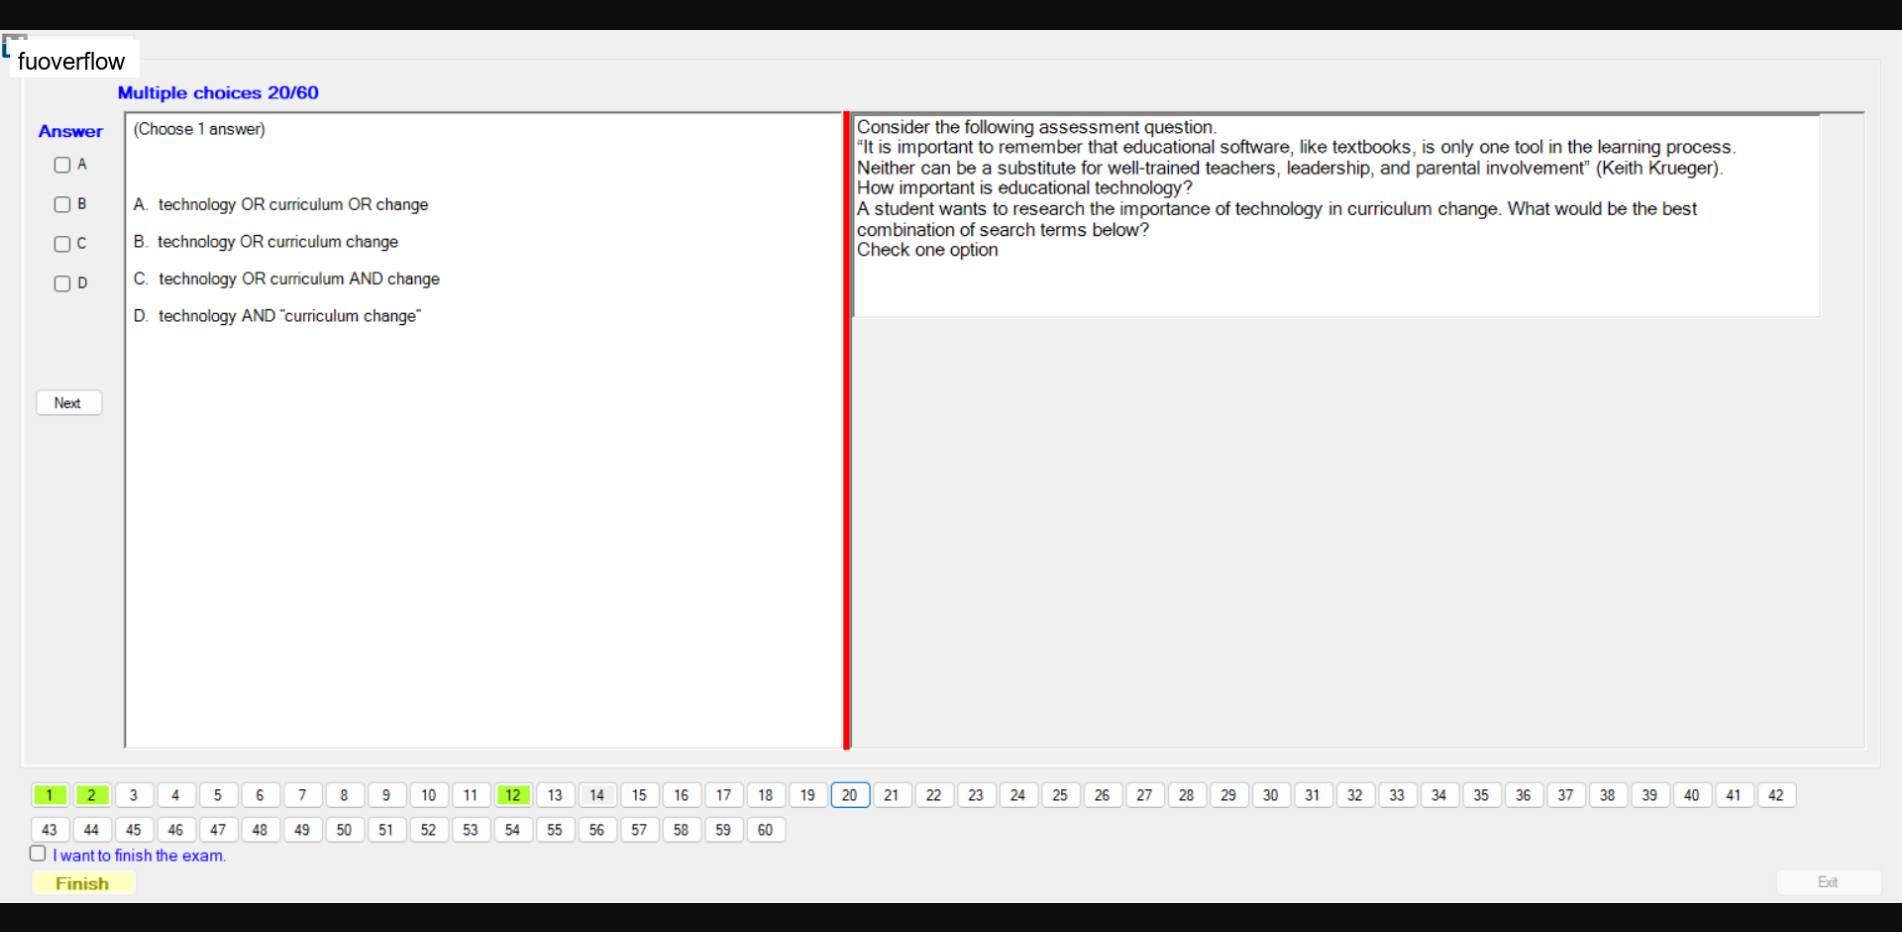 fuoverflow
Multiple choices 20/60
Answer
A
B
C
D
Next
(Choose 1 answer)
A. technology OR curriculum OR change
B. technology OR curriculum change
C. technology OR curriculum AND change
D. technology AND "curriculum change"
Consider the following assessment question.
“It is important to remember that educational software, like textbooks, is only one tool in the learning process.
Neither can be a substitute for well-trained teachers, leadership, and parental involvement” (Keith Krueger).
How important is educational technology?
A student wants to research the importance of technology in curriculum change. What would be the best
combination of search terms below?
Check one option
1 2 3 4 5 6 7 8 9 10 11 12 13 14 15 16 17 18 19 20 21 22 23 24 25 26 27 28 29 30 31 32 33 34 35 36 37 38 39 40 41 42
43 44 45 46 47 48 49 50 51 52 53 54 55 56 57 58 59 60
I want to finish the exam.
Finish
Exit